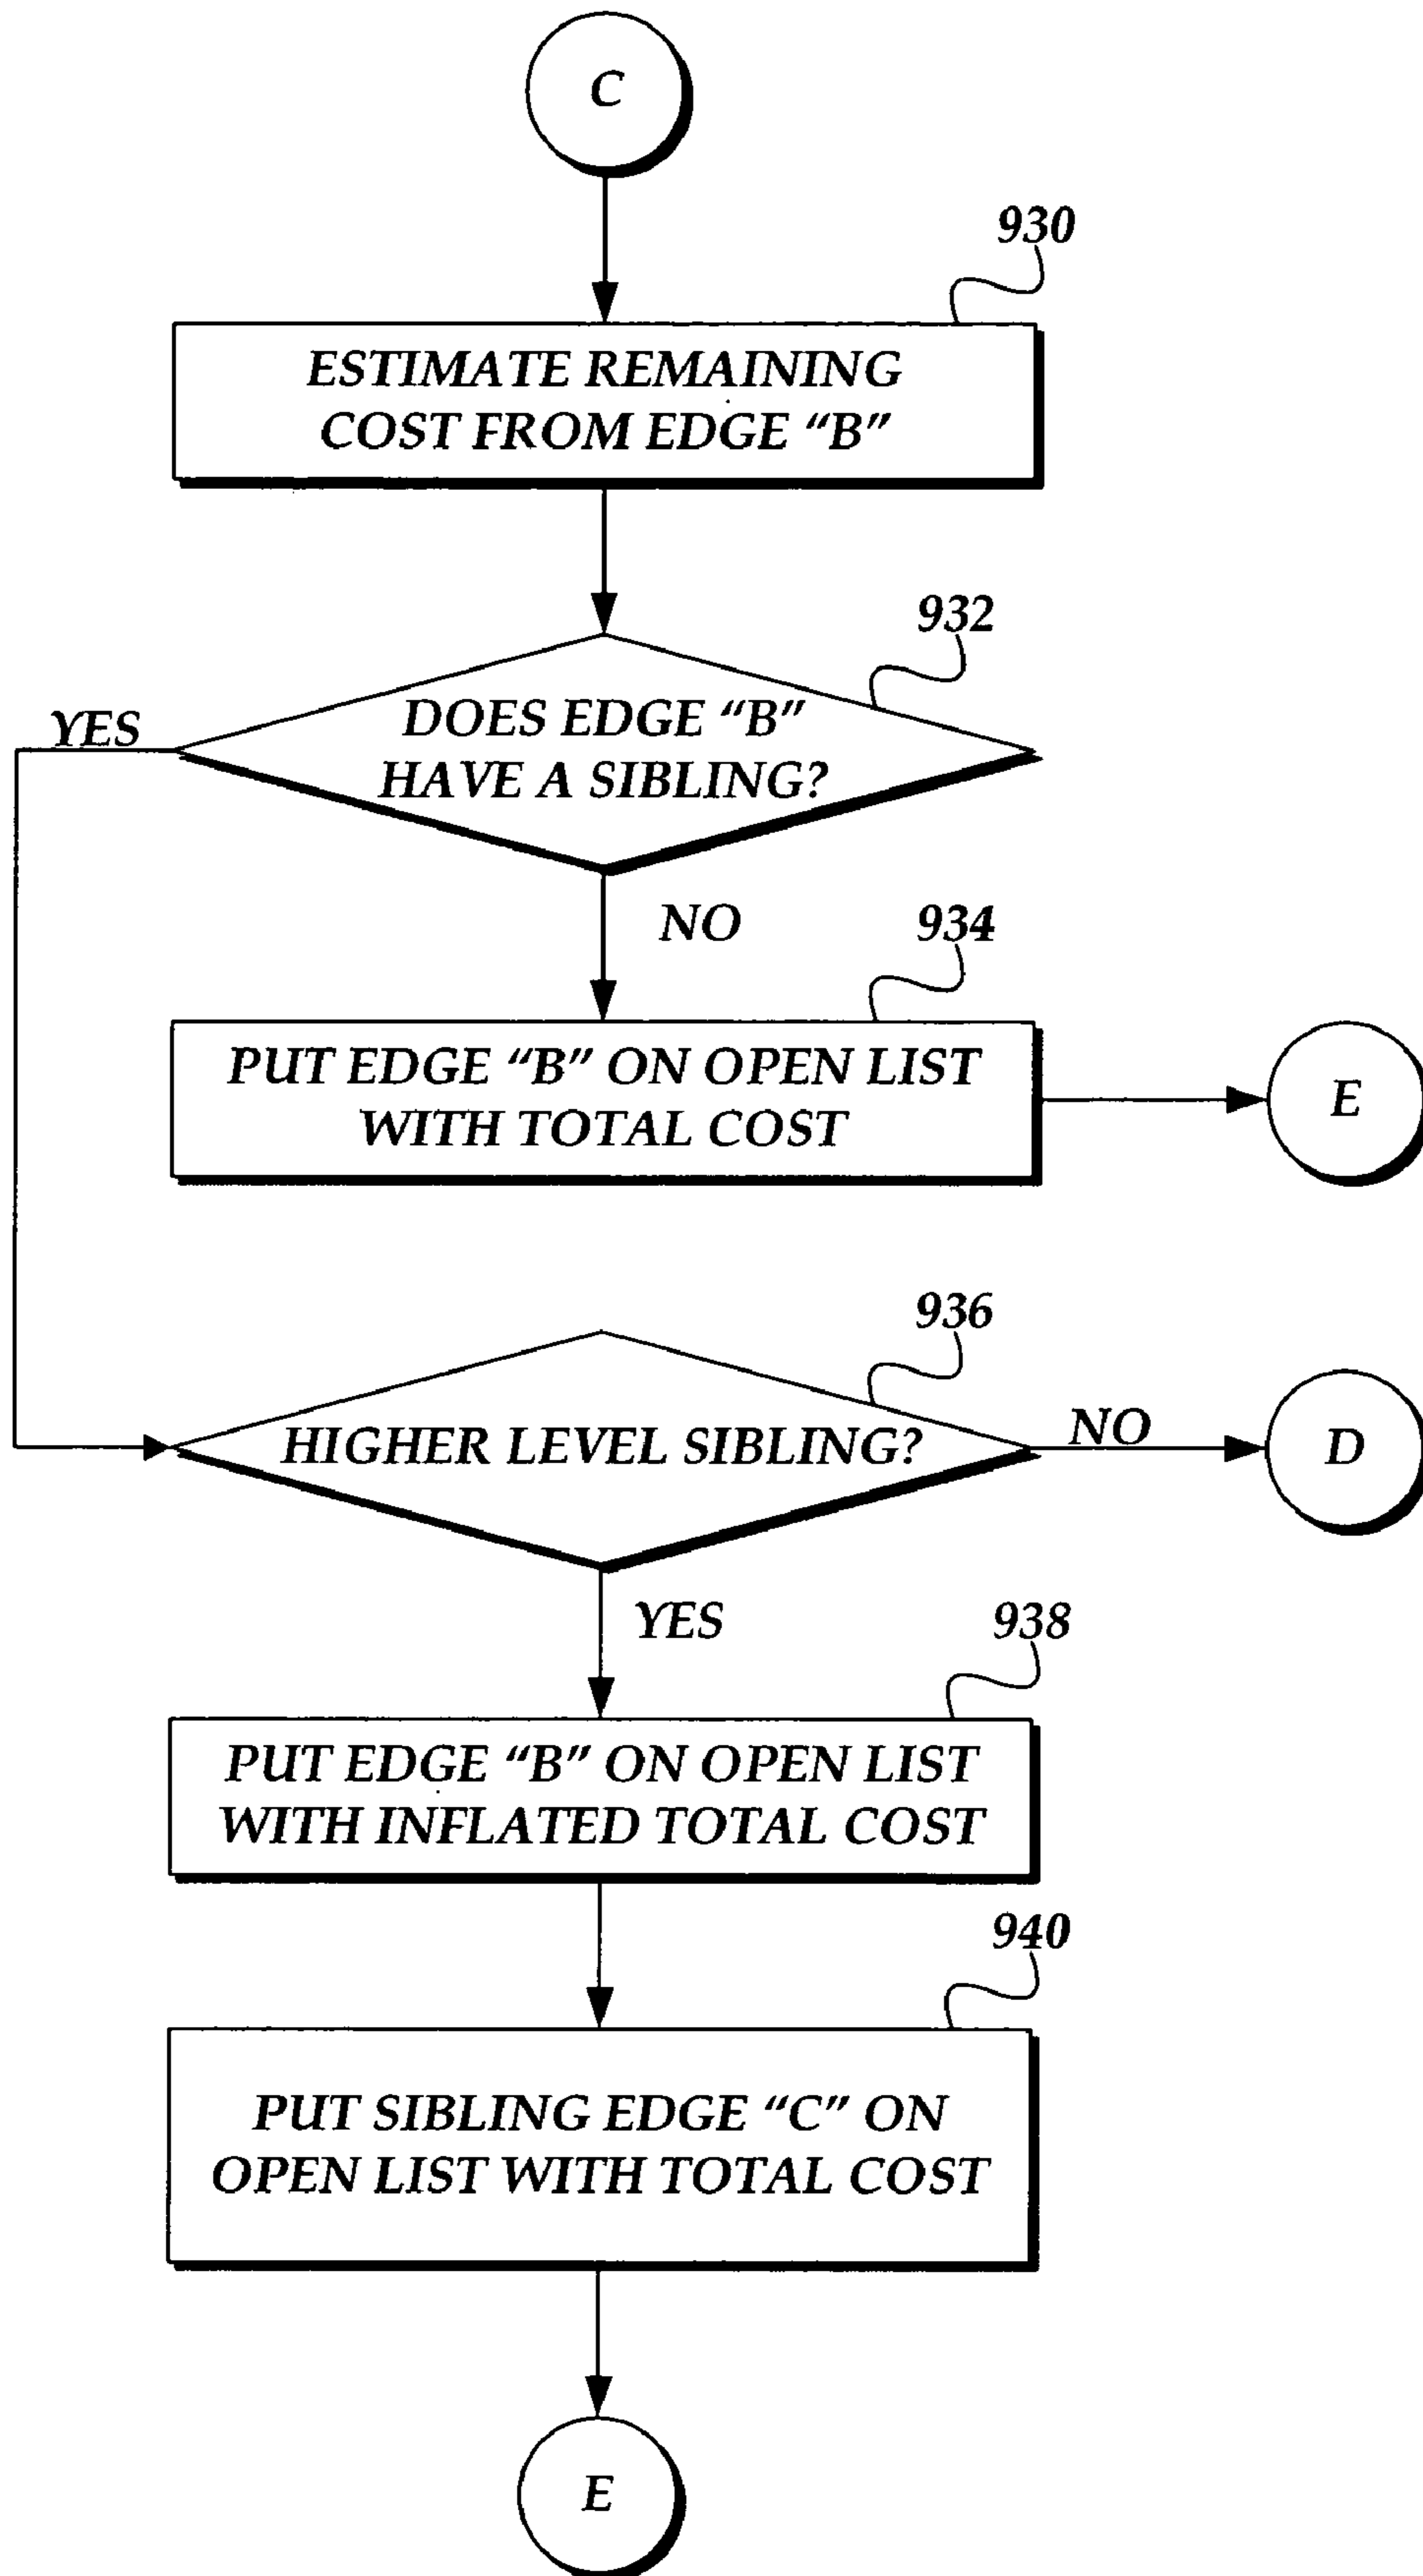 C
930
ESTIMATE REMAINING
COST FROM EDGE “B”
932
YES
DOES EDGE “B”
HAVE A SIBLING?
NO
934
PUT EDGE “B” ON OPEN LIST
WITH TOTAL COST
E
936
HIGHER LEVEL SIBLING?
NO
D
YES
938
PUT EDGE “B” ON OPEN LIST
WITH INFLATED TOTAL COST
940
PUT SIBLING EDGE “C” ON
OPEN LIST WITH TOTAL COST
E